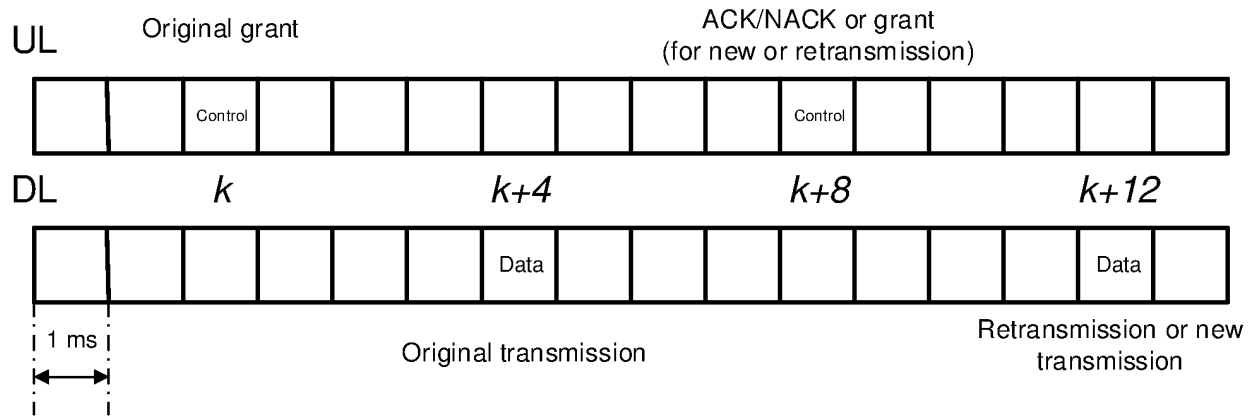 UL
Original grant
ACK/NACK or grant
(for new or retransmission)
Control
Control
DL
k
k+4
k+8
k+12
Data
Data
1 ms
Original transmission
Retransmission or new
transmission